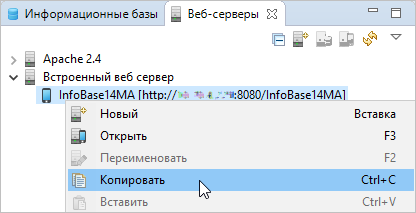 Информационные базы Веб-серверы
Apache 2.4
Встроенный веб сервер
InfoBase14MA [http:// :8080/InfoBase14MA]
Новый Вставка
Открыть F3
Переименовать F2
Копировать Ctrl+C
Вставить Ctrl+V